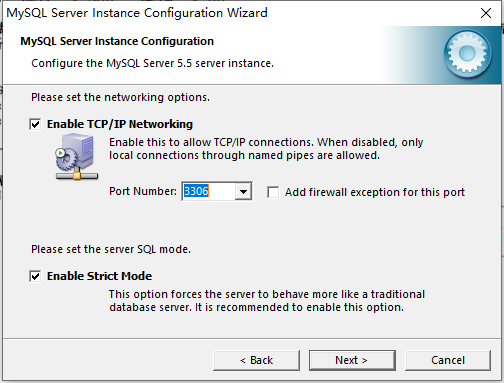 MySQL Server Instance Configuration Wizard
MySQL Server Instance Configuration
Configure the MySQL Server 5.5 server instance.
Please set the networking options.
Enable TCP/IP Networking
Enable this to allow TCP/IP connections. When disabled, only
local connections through named pipes are allowed.
Port Number: 3306 Add firewall exception for this port
Please set the server SQL mode.
Enable Strict Mode
This option forces the server to behave more like a traditional
database server. It is recommended to enable this option.
< Back Next > Cancel